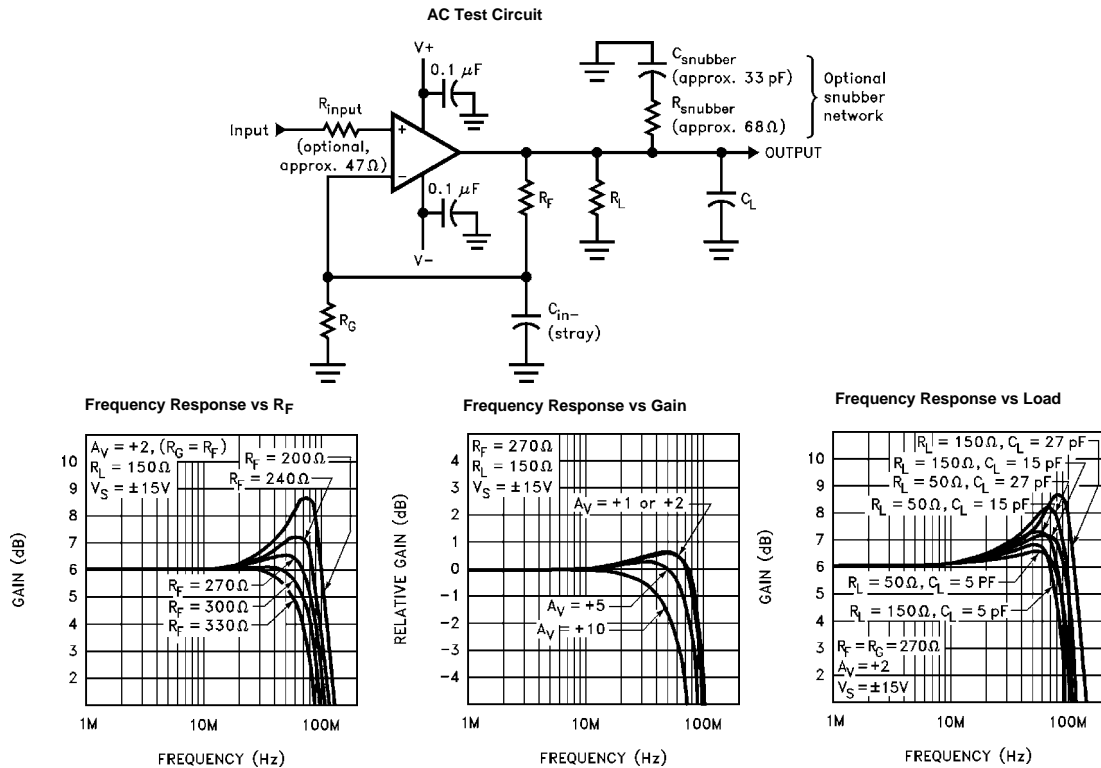 AC Test Circuit
V+
0.1 μF
R_input
Input
(optional,
approx. 47Ω)
+
−
0.1 μF
V−
R_F
R_L
C_L
C_snubber
(approx. 33 pF)
R_snubber
(approx. 68Ω)
Optional
snubber
network
OUTPUT
R_G
C_in−
(stray)
Frequency Response vs R_F
A_V = +2, (R_G = R_F)
R_L = 150Ω
V_S = ±15V
R_F = 200Ω
R_F = 240Ω
R_F = 270Ω
R_F = 300Ω
R_F = 330Ω
GAIN (dB)
10
9
8
7
6
5
4
3
2
1M
10M
100M
FREQUENCY (Hz)
Frequency Response vs Gain
R_F = 270Ω
R_L = 150Ω
V_S = ±15V
A_V = +1 or +2
A_V = +5
A_V = +10
RELATIVE GAIN (dB)
4
3
2
1
0
−1
−2
−3
−4
1M
10M
100M
FREQUENCY (Hz)
Frequency Response vs Load
R_L = 150Ω, C_L = 27 pF
R_L = 150Ω, C_L = 15 pF
R_L = 50Ω, C_L = 27 pF
R_L = 50Ω, C_L = 15 pF
R_L = 50Ω, C_L = 5 PF
R_L = 150Ω, C_L = 5 pF
R_F = R_G = 270Ω
A_V = +2
V_S = ±15V
GAIN (dB)
10
9
8
7
6
5
4
3
2
1M
10M
100M
FREQUENCY (Hz)